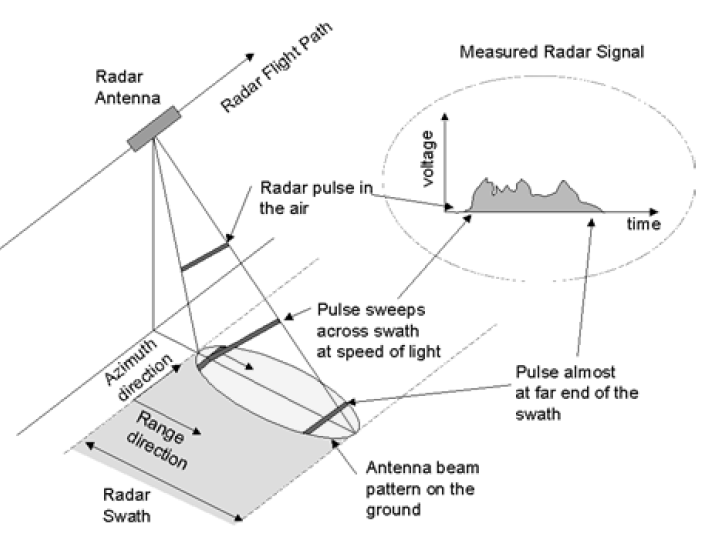 Measured Radar Signal
Radar
Antenna
Radar Flight Path
voltage
time
Radar pulse in
the air
Pulse sweeps
across swath
at speed of light
Pulse almost
at far end of the
swath
Azimuth
direction
Range
direction
Radar
Swath
Antenna beam
pattern on the
ground